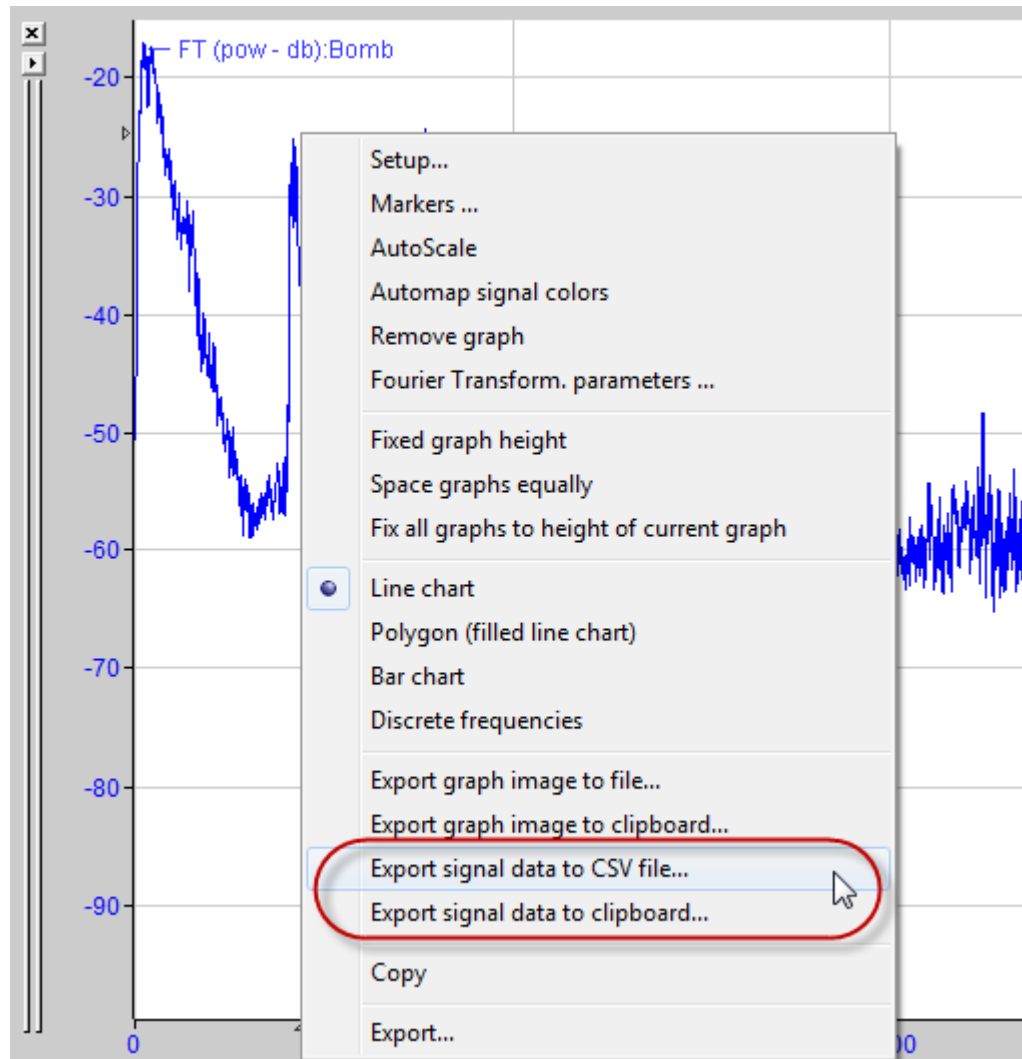 FT (pow - db):Bomb
-20
-30
-40
-50
-60
-70
-80
-90
0
Setup...
Markers ...
AutoScale
Automap signal colors
Remove graph
Fourier Transform. parameters ...
Fixed graph height
Space graphs equally
Fix all graphs to height of current graph
Line chart
Polygon (filled line chart)
Bar chart
Discrete frequencies
Export graph image to file...
Export graph image to clipboard...
Export signal data to CSV file...
Export signal data to clipboard...
Copy
Export...